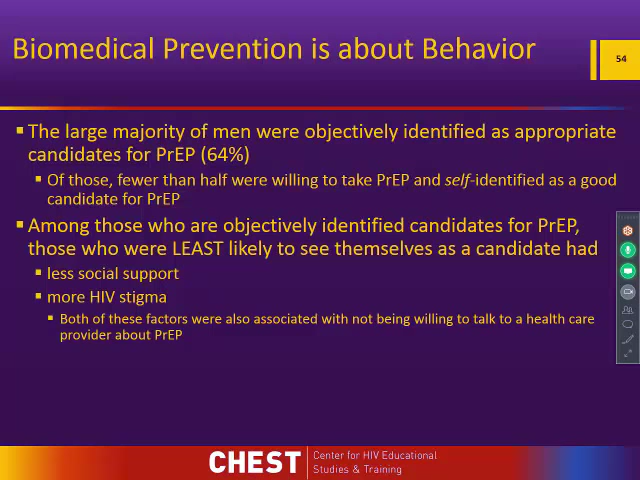 Biomedical Prevention is about Behavior
54
▪ The large majority of men were objectively identified as appropriate
candidates for PrEP (64%)
▪ Of those, fewer than half were willing to take PrEP and self-identified as a good
candidate for PrEP
▪ Among those who are objectively identified candidates for PrEP,
those who were LEAST likely to see themselves as a candidate had
▪ less social support
▪ more HIV stigma
▪ Both of these factors were also associated with not being willing to talk to a health care
provider about PrEP
CHEST
Center for HIV Educational
Studies & Training